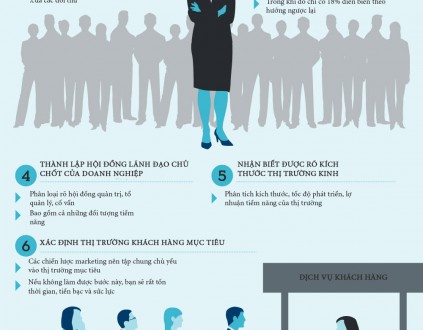 Trong khi đó chỉ có 18% diễn biến theo
hướng ngược lại
4
THÀNH LẬP HỘI ĐỒNG LÃNH ĐẠO CHỦ
CHỐT CỦA DOANH NGHIỆP
Phân loại rõ hội đồng quản trị, tổ
quản lý, cố vấn
Bao gồm cả những đối tượng tiềm
năng
5
NHẬN BIẾT ĐƯỢC RÕ KÍCH
THƯỚC THỊ TRƯỜNG KINH
Phân tích kích thước, tốc độ phát triển, lợ
nhuận tiềm năng của thị trường
6
XÁC ĐỊNH THỊ TRƯỜNG KHÁCH HÀNG MỤC TIÊU
Các chiến lược marketing nên tập chung chủ yếu
vào thị trường mục tiêu
Nếu không làm được bước này, bạn sẽ rất tốn
thời gian, tiền bạc và sức lực
DỊCH VỤ KHÁCH HÀNG